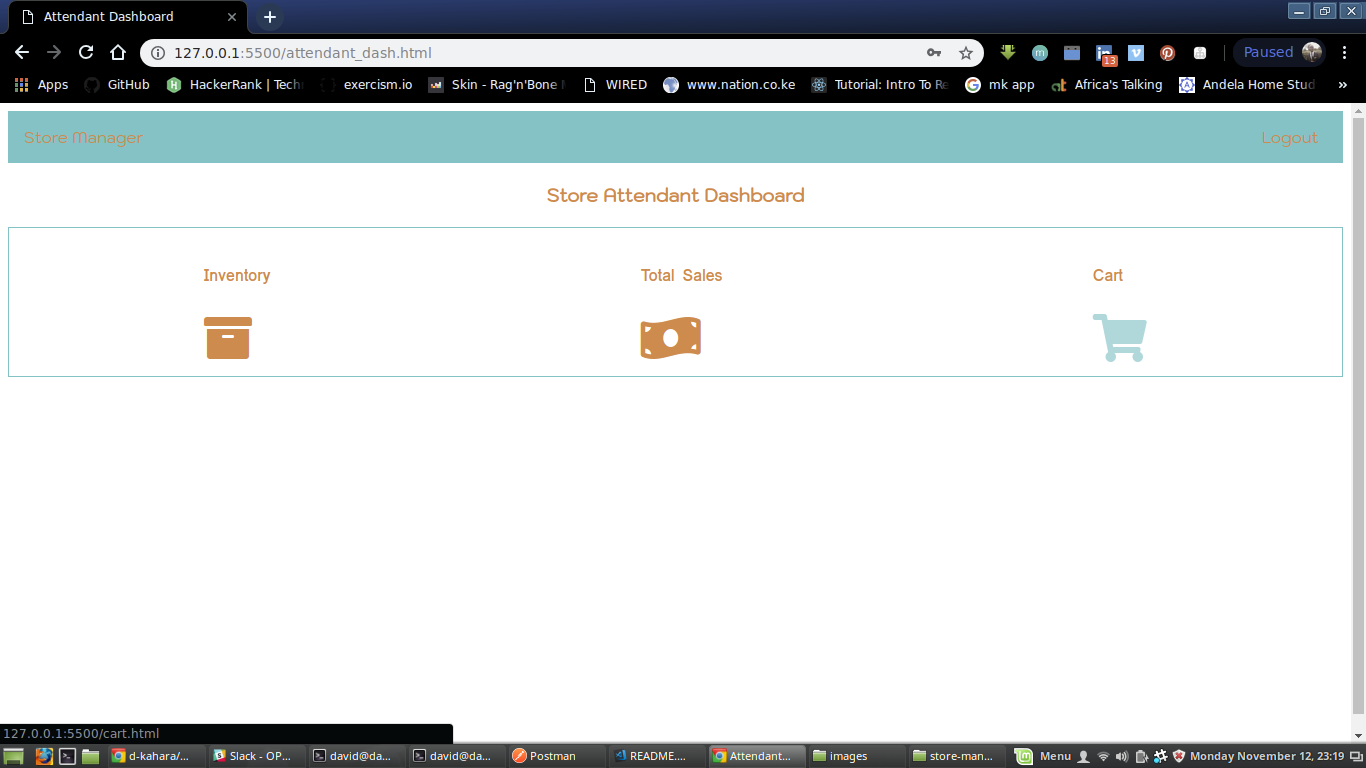 Attendant Dashboard
127.0.0.1:5500/attendant_dash.html
13
Paused
Apps
GitHub
HackerRank | Tech
exercism.io
Skin - Rag'n'Bone
WIRED
www.nation.co.ke
Tutorial: Intro To Re
mk app
at
Africa's Talking
Andela Home Stud
Store Manager
Logout
Store Attendant Dashboard
Inventory
Total Sales
Cart
127.0.0.1:5500/cart.html
d-kahara/...
Slack - OP...
david@da...
david@da...
Postman
README....
Attendant...
images
store-man...
Menu
Monday November 12, 23:19